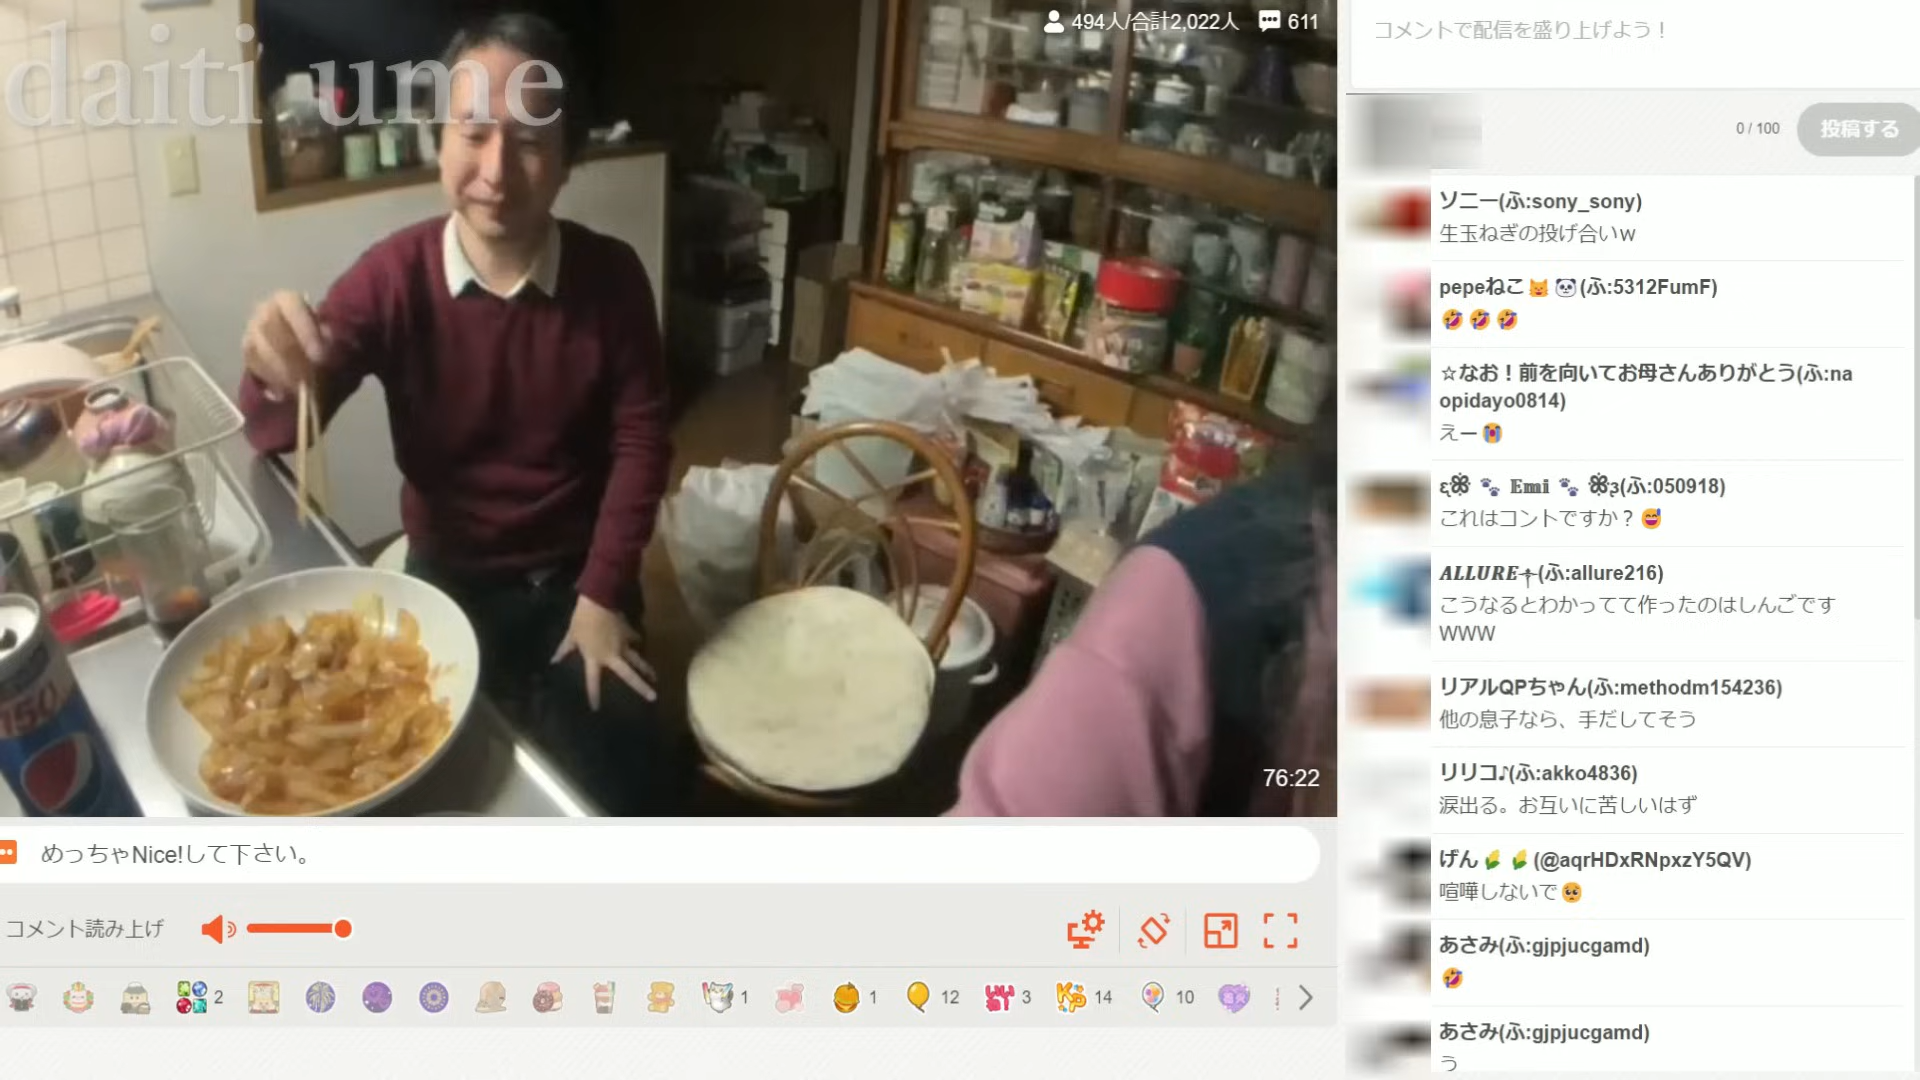 daiti ume
494人/合計2,022人 611
76:22
150
めっちゃNice!して下さい。
コメント読み上げ
2
1
1
12
3
14
10
コメントで配信を盛り上げよう!
0 / 100
投稿する
ソニー(ふ:sony_sony)
生玉ねぎの投げ合いw
pepeねこ🐱🐼(ふ:5312FumF)
🤣🤣🤣
☆なお!前を向いてお母さんありがとう(ふ:na
opidayo0814)
えー😭
ꪔ 🐾 𝔼𝕞𝕚 🐾 (ふ:050918)
これはコントですか?😅
𝑨𝑳𝑳𝑼𝑹𝑬⸸(ふ:allure216)
こうなるとわかってて作ったのはしんごです
WWW
リアルQPちゃん(ふ:methodm154236)
他の息子なら、手だしてそう
リリコ♪(ふ:akko4836)
涙出る。お互いに苦しいはず
げん🌽🌽(@aqrHDxRNpxzY5QV)
喧嘩しないで🥺
あさみ(ふ:gjpjucgamd)
🤣
あさみ(ふ:gjpjucgamd)
う